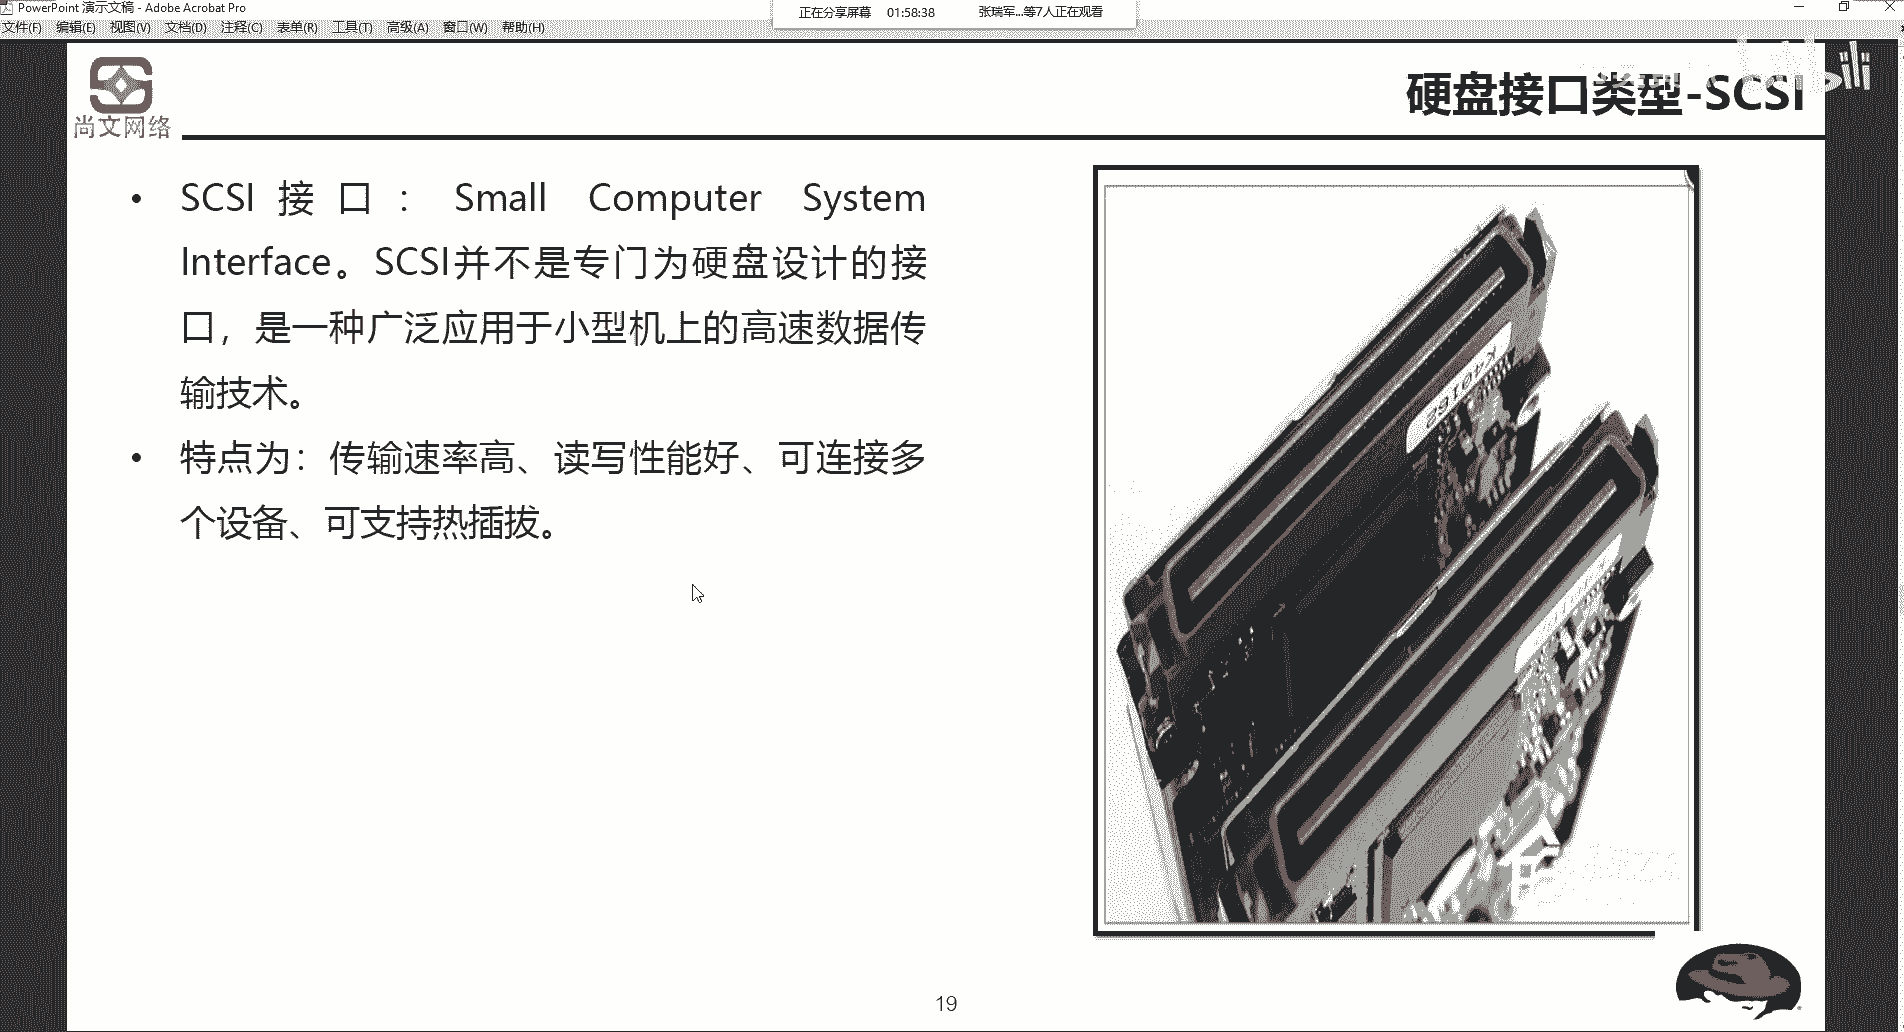 PowerPoint 演示文稿 - Adobe Acrobat Pro
正在分享屏幕 01:58:38 张瑞军...等7人正在观看
文件(F) 编辑(E) 视图(V) 文档(D) 注释(C) 表单(R) 工具(T) 高级(A) 窗口(W) 帮助(H)
尚文网络
硬盘接口类型-SCSI
• SCSI 接 口 ： Small Computer System
Interface。SCSI并不是专门为硬盘设计的接
口，是一种广泛应用于小型机上的高速数据传
输技术。
• 特点为：传输速率高、读写性能好、可连接多
个设备、可支持热插拔。
19